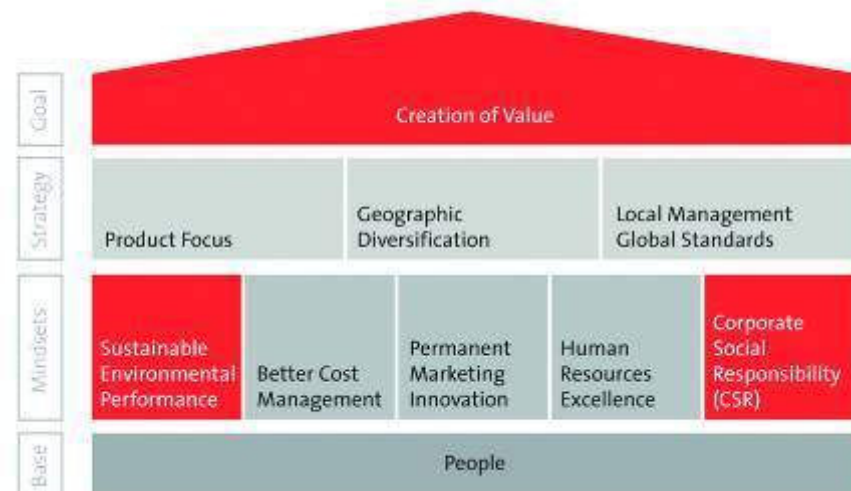 Goal
Creation of Value
Strategy
Product Focus
Geographic
Diversification
Local Management
Global Standards
Mindsets
Sustainable
Environmental
Performance
Better Cost
Management
Permanent
Marketing
Innovation
Human
Resources
Excellence
Corporate
Social
Responsibility
(CSR)
Base
People